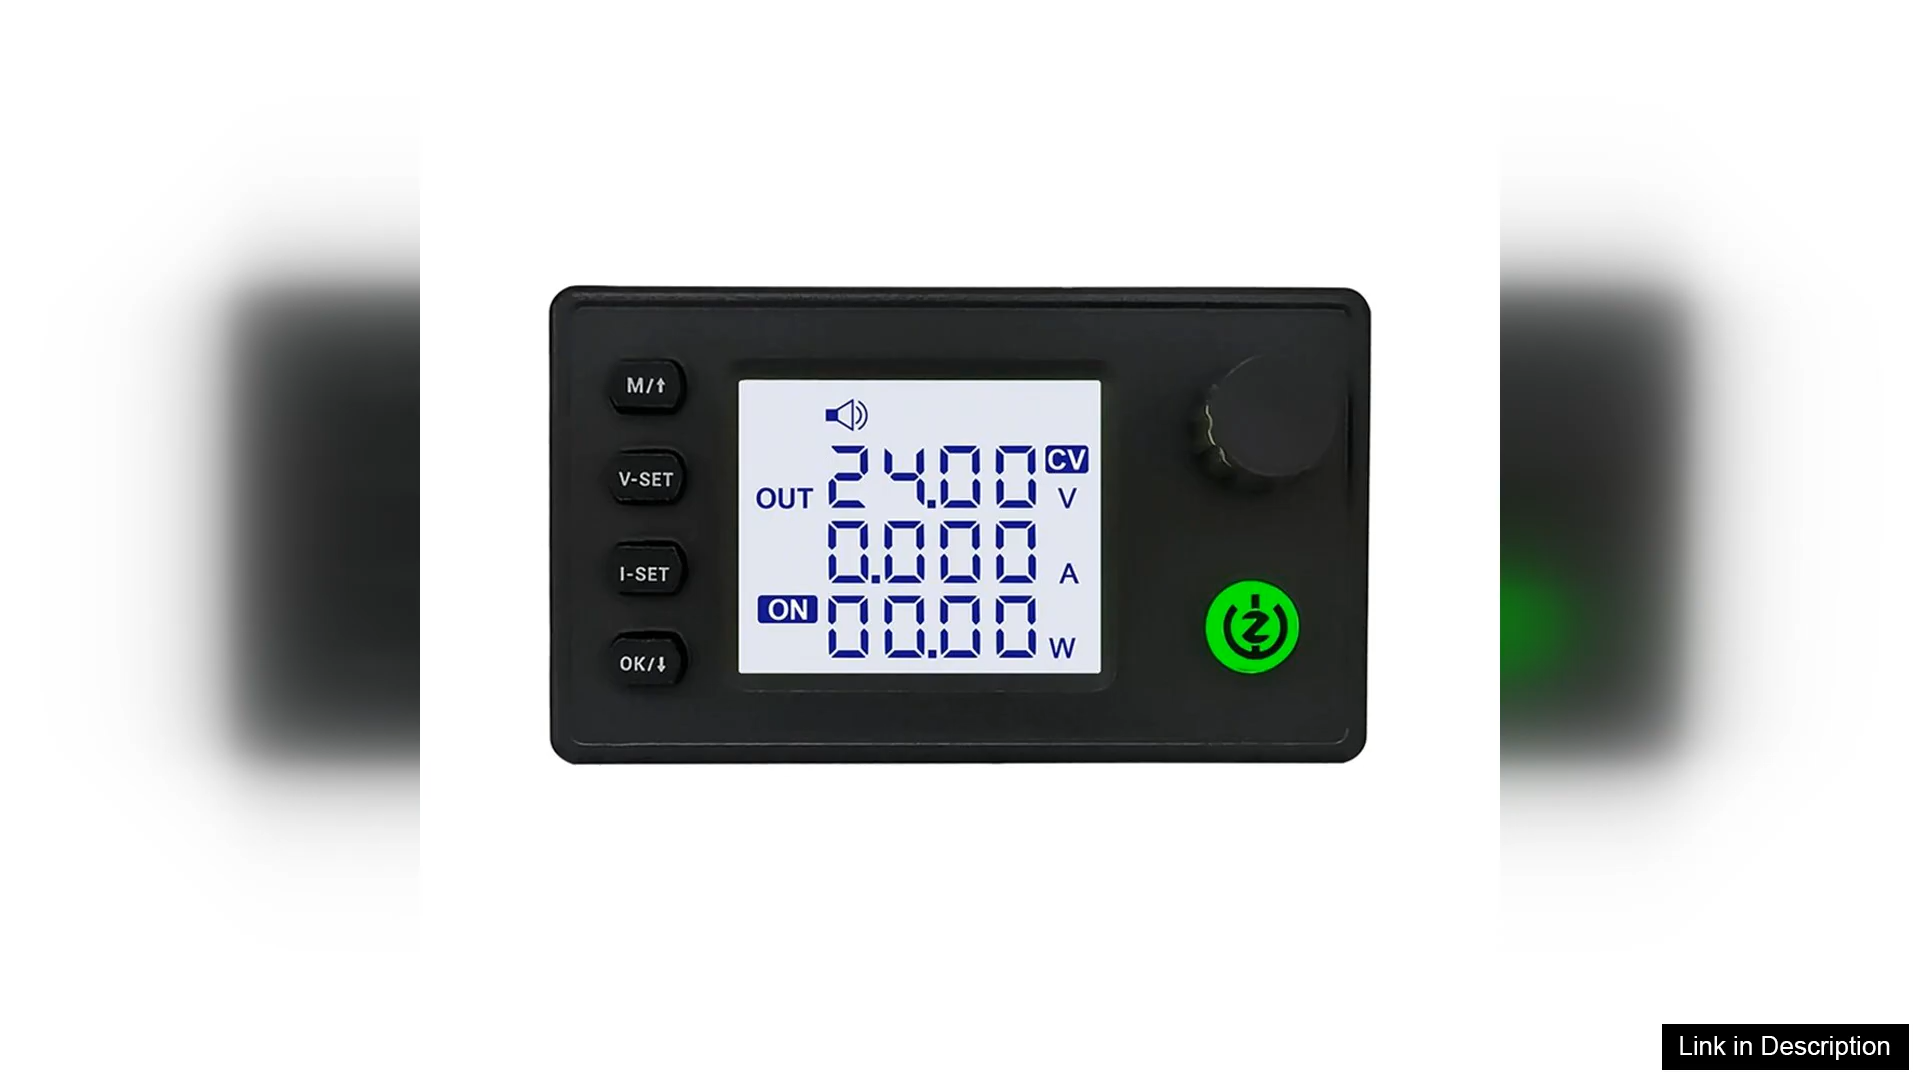 M/↑
V-SET
I-SET
OK/↓
24.00 CV
OUT V
0.000 A
ON 00.00 W
Z
Link in Description